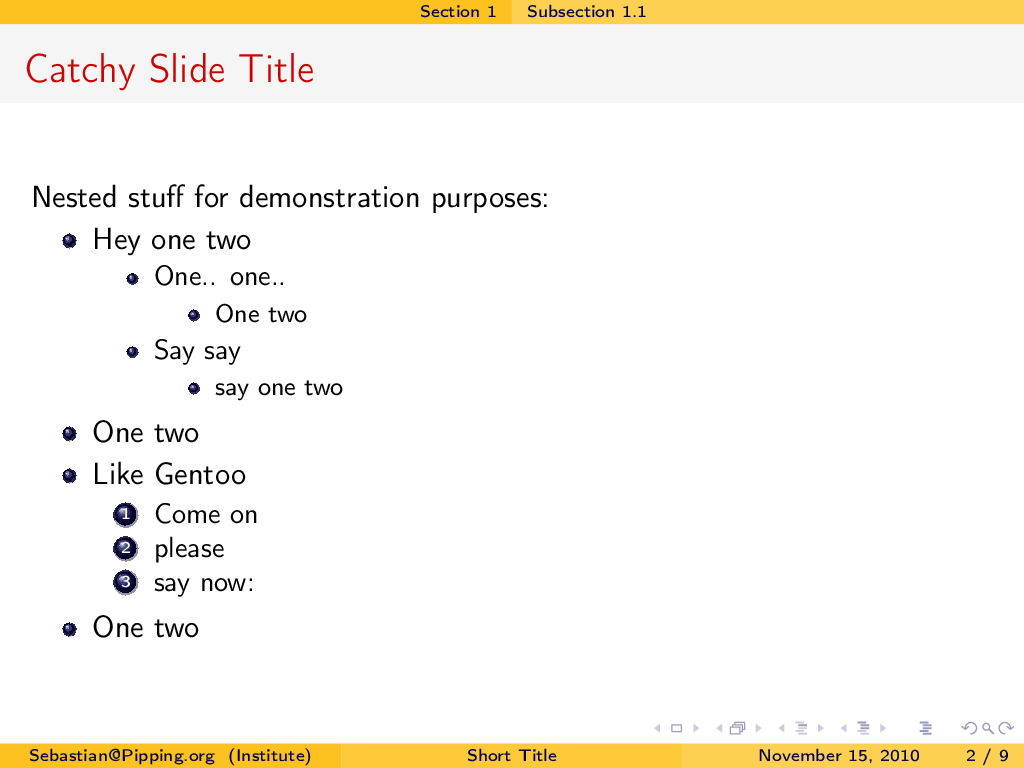 Section 1 Subsection 1.1
Catchy Slide Title
Nested stuff for demonstration purposes:
Hey one two
One.. one..
One two
Say say
say one two
One two
Like Gentoo
1 Come on
2 please
3 say now:
One two
Sebastian@Pipping.org (Institute) Short Title November 15, 2010 2 / 9